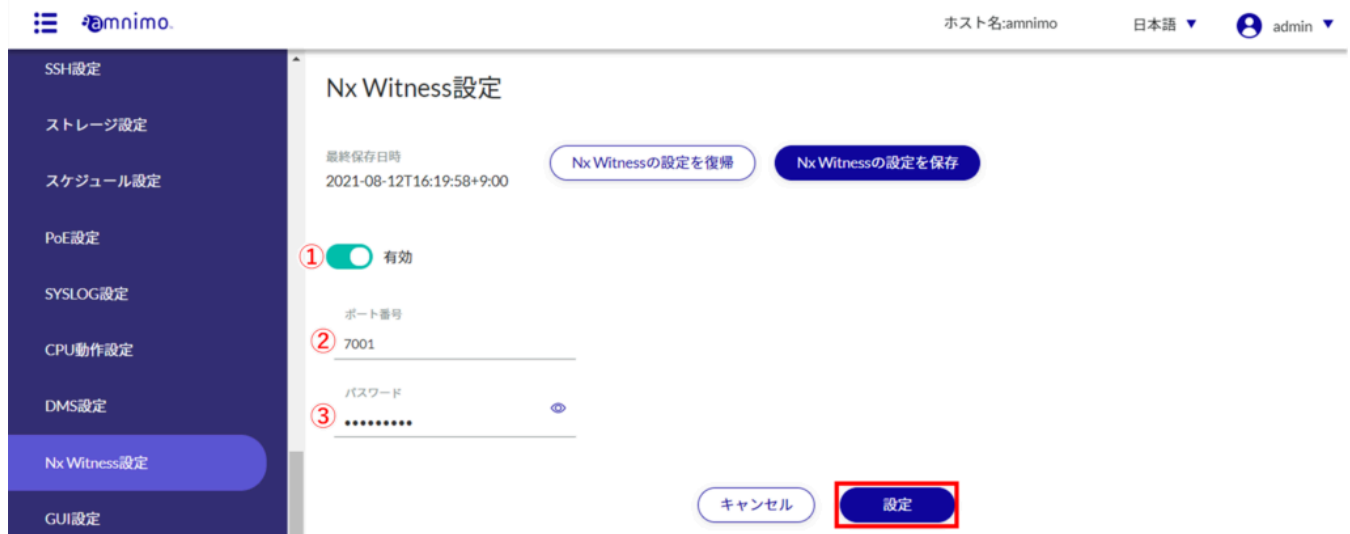 amnimo.
ホスト名:amnimo
日本語 ▼
admin ▼
SSH設定
ストレージ設定
スケジュール設定
PoE設定
SYSLOG設定
CPU動作設定
DMS設定
Nx Witness設定
GUI設定
Nx Witness設定
最終保存日時
2021-08-12T16:19:58+9:00
Nx Witnessの設定を復帰
Nx Witnessの設定を保存
① 有効
ポート番号
② 7001
パスワード
③ •••••••••
キャンセル
設定